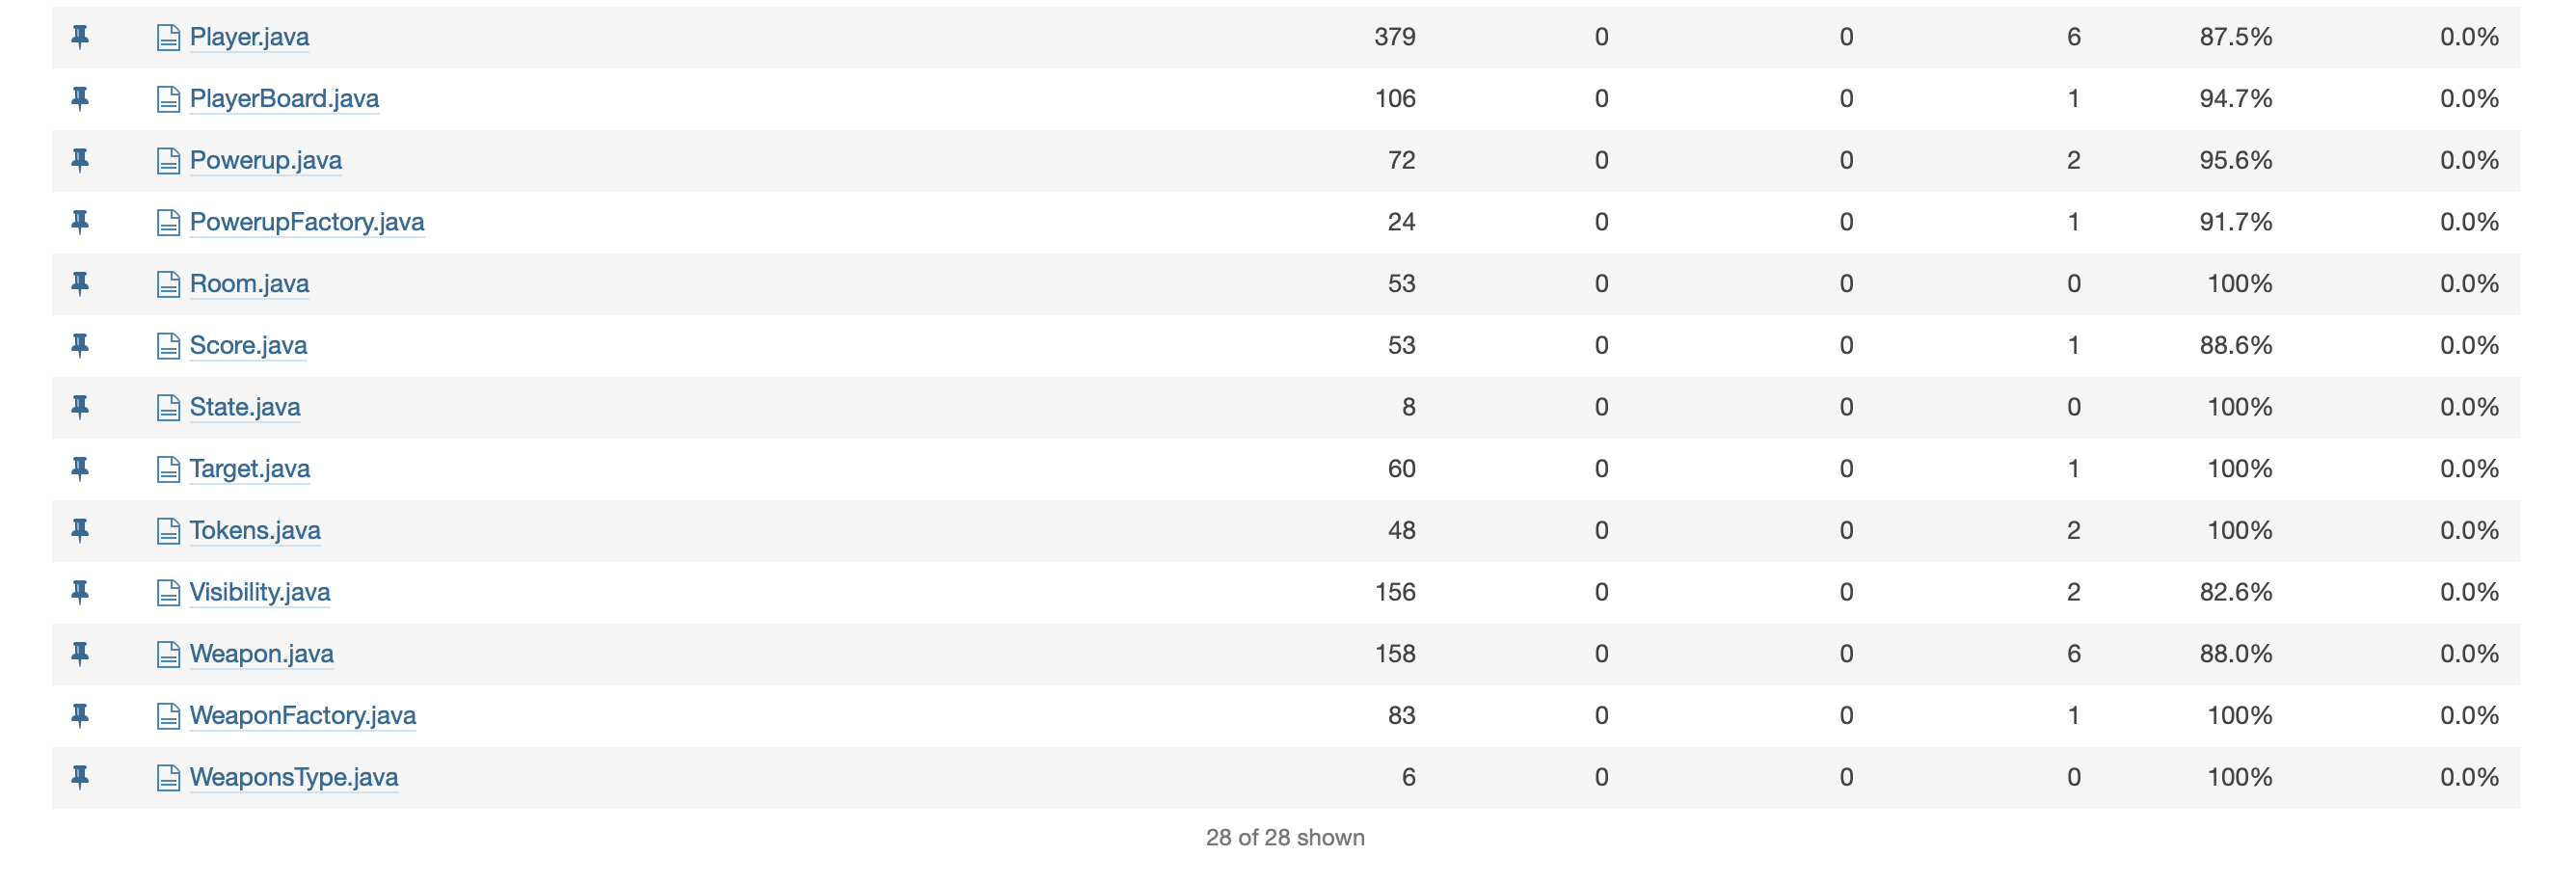 Player.java 379 0 0 6 87.5% 0.0%
PlayerBoard.java 106 0 0 1 94.7% 0.0%
Powerup.java 72 0 0 2 95.6% 0.0%
PowerupFactory.java 24 0 0 1 91.7% 0.0%
Room.java 53 0 0 0 100% 0.0%
Score.java 53 0 0 1 88.6% 0.0%
State.java 8 0 0 0 100% 0.0%
Target.java 60 0 0 1 100% 0.0%
Tokens.java 48 0 0 2 100% 0.0%
Visibility.java 156 0 0 2 82.6% 0.0%
Weapon.java 158 0 0 6 88.0% 0.0%
WeaponFactory.java 83 0 0 1 100% 0.0%
WeaponsType.java 6 0 0 0 100% 0.0%
28 of 28 shown